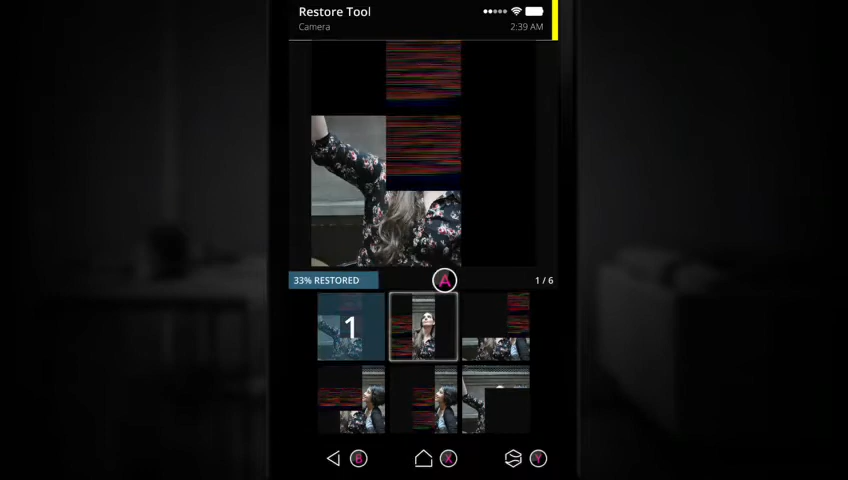 Restore Tool
Camera
2:39 AM
33% RESTORED
A
1 / 6
1
B
X
Y